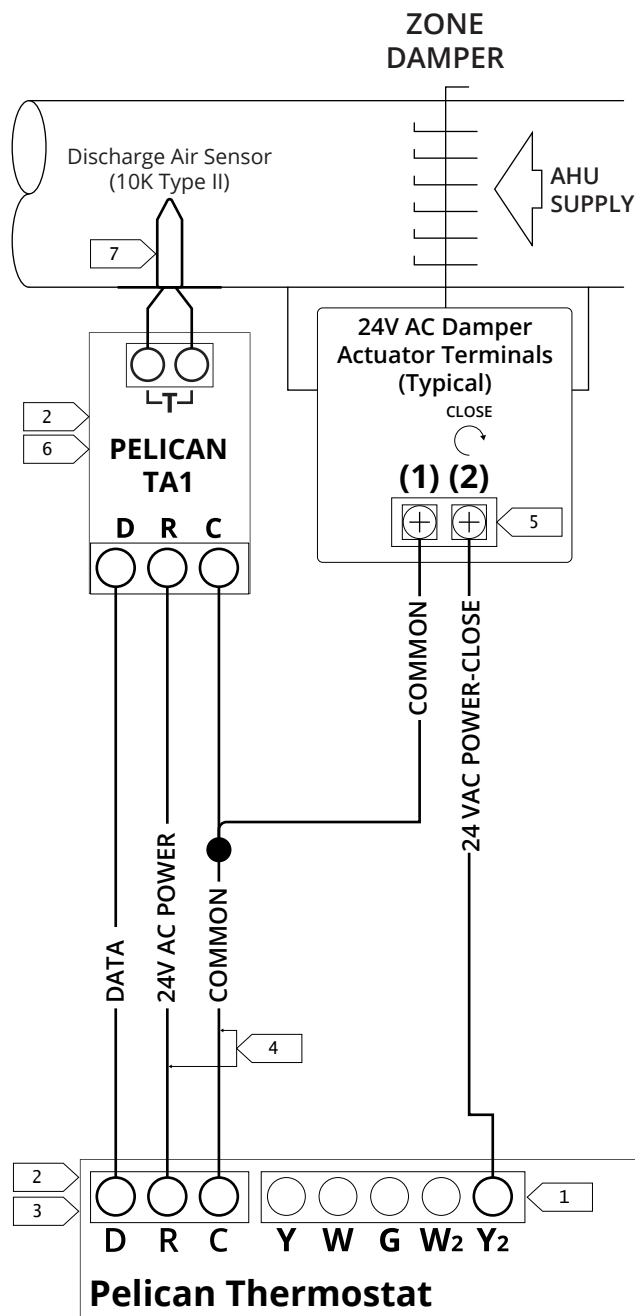 ZONE
DAMPER
Discharge Air Sensor
(10K Type II)
AHU
SUPPLY
7
24V AC Damper
Actuator Terminals
(Typical)
CLOSE
T
2
6
PELICAN
TA1
(1) (2)
5
D R C
COMMON
24 VAC POWER-CLOSE
DATA
24V AC POWER
COMMON
4
2
3
1
D R C Y W G W2 Y2
Pelican Thermostat